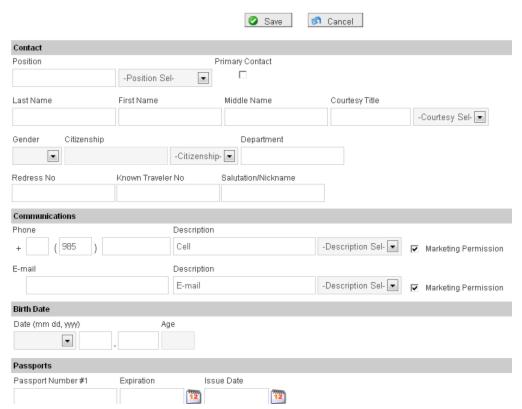 Save Cancel
Contact
Position Primary Contact
-Position Sel-
Last Name First Name Middle Name Courtesy Title
-Courtesy Sel-
Gender Citizenship Department
-Citizenship-
Redress No Known Traveler No Salutation/Nickname
Communications
Phone Description
+ ( 985 ) Cell -Description Sel- Marketing Permission
E-mail Description
E-mail -Description Sel- Marketing Permission
Birth Date
Date (mm dd, yyyy) Age
,
Passports
Passport Number #1 Expiration Issue Date
12 12